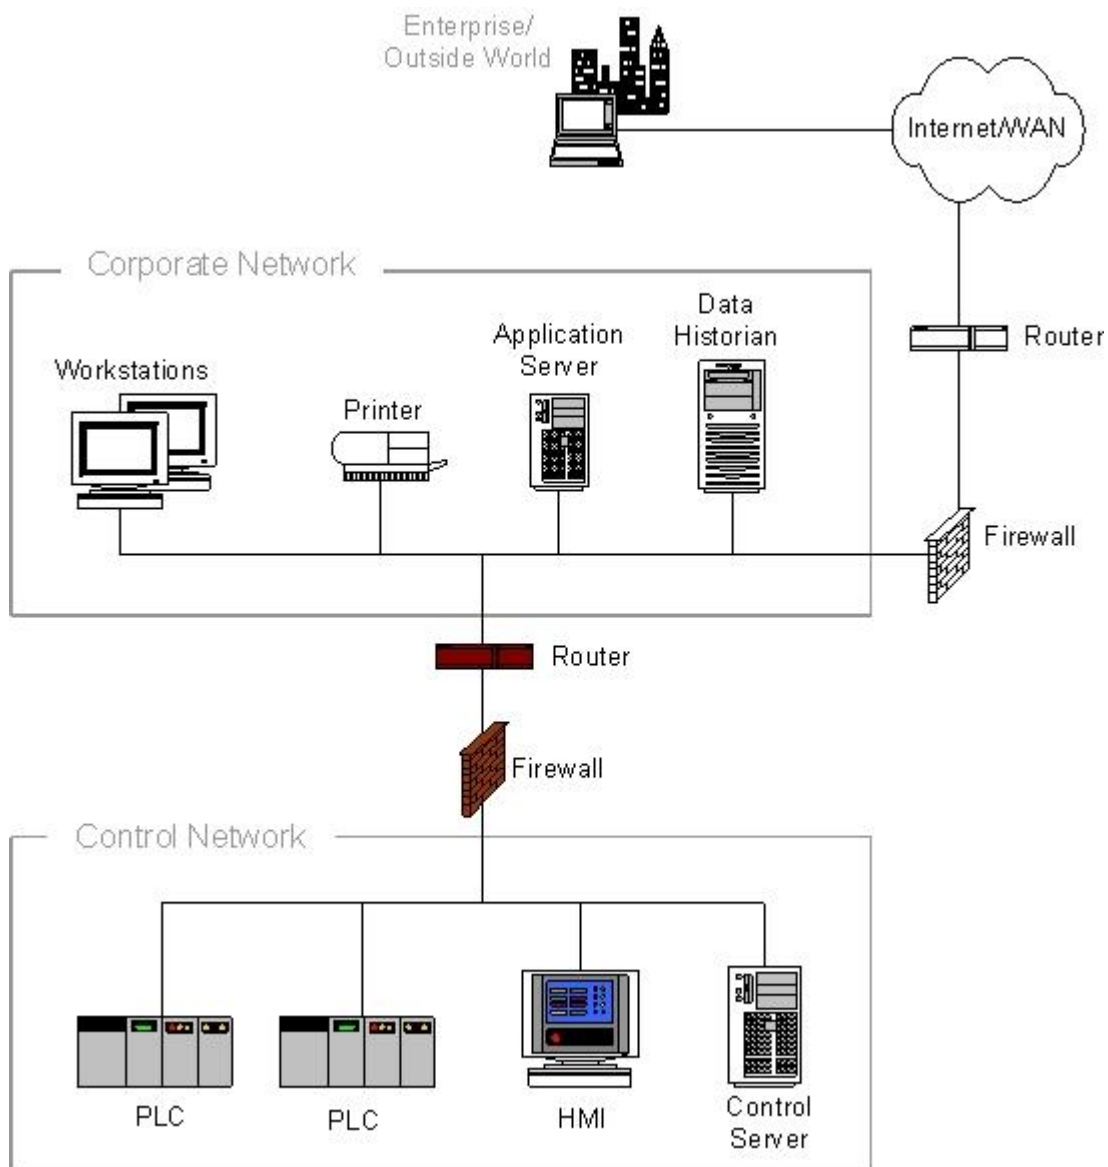 Enterprise/
Outside World
Internet/WAN
Corporate Network
Data
Historian
Application
Server
Router
Workstations
Printer
Firewall
Router
Firewall
Control Network
PLC
PLC
HMI
Control
Server